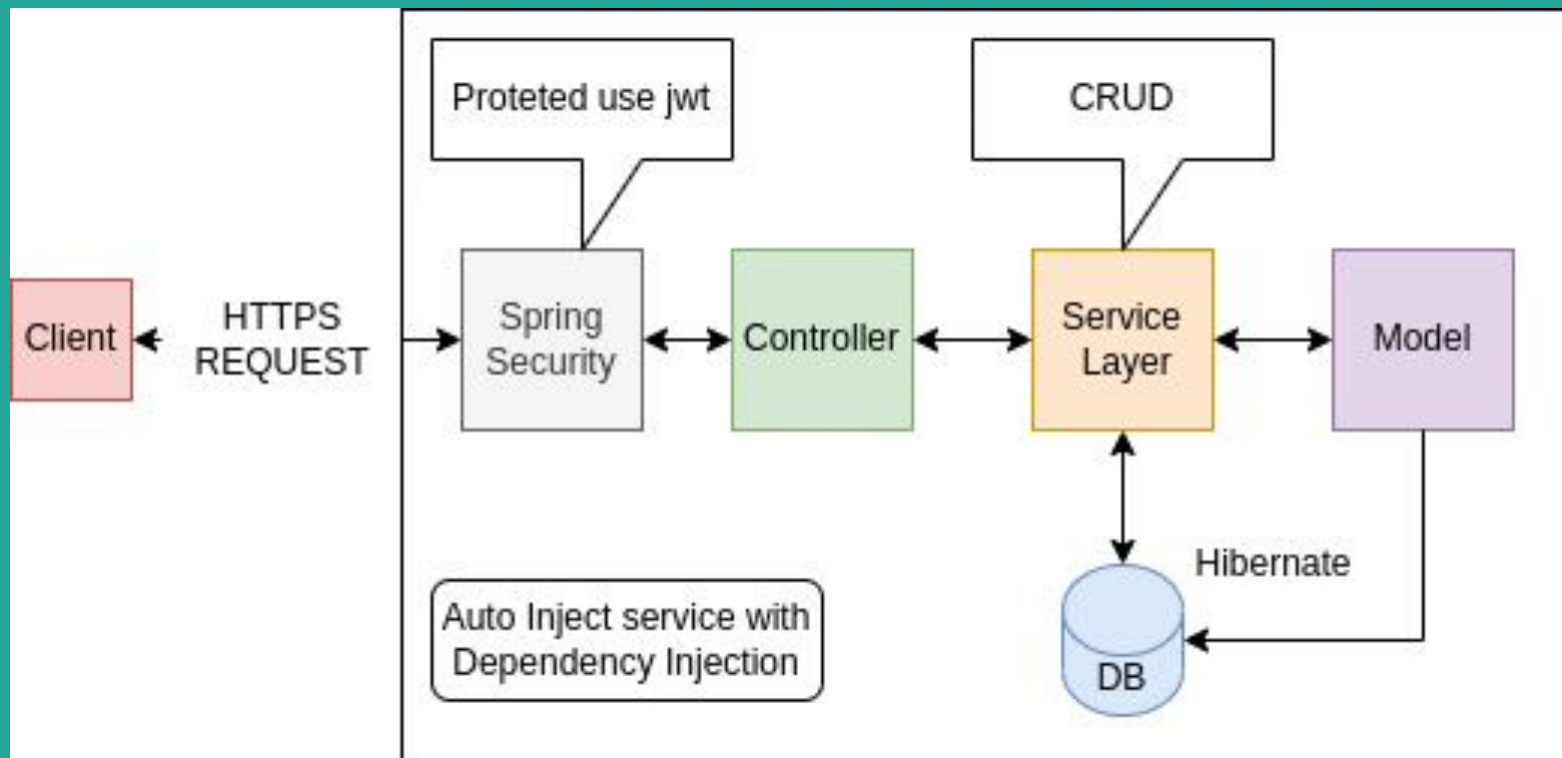 Proteted use jwt
CRUD
Client
HTTPS
REQUEST
Spring
Security
Controller
Service
Layer
Model
Hibernate
Auto Inject service with
Dependency Injection
DB